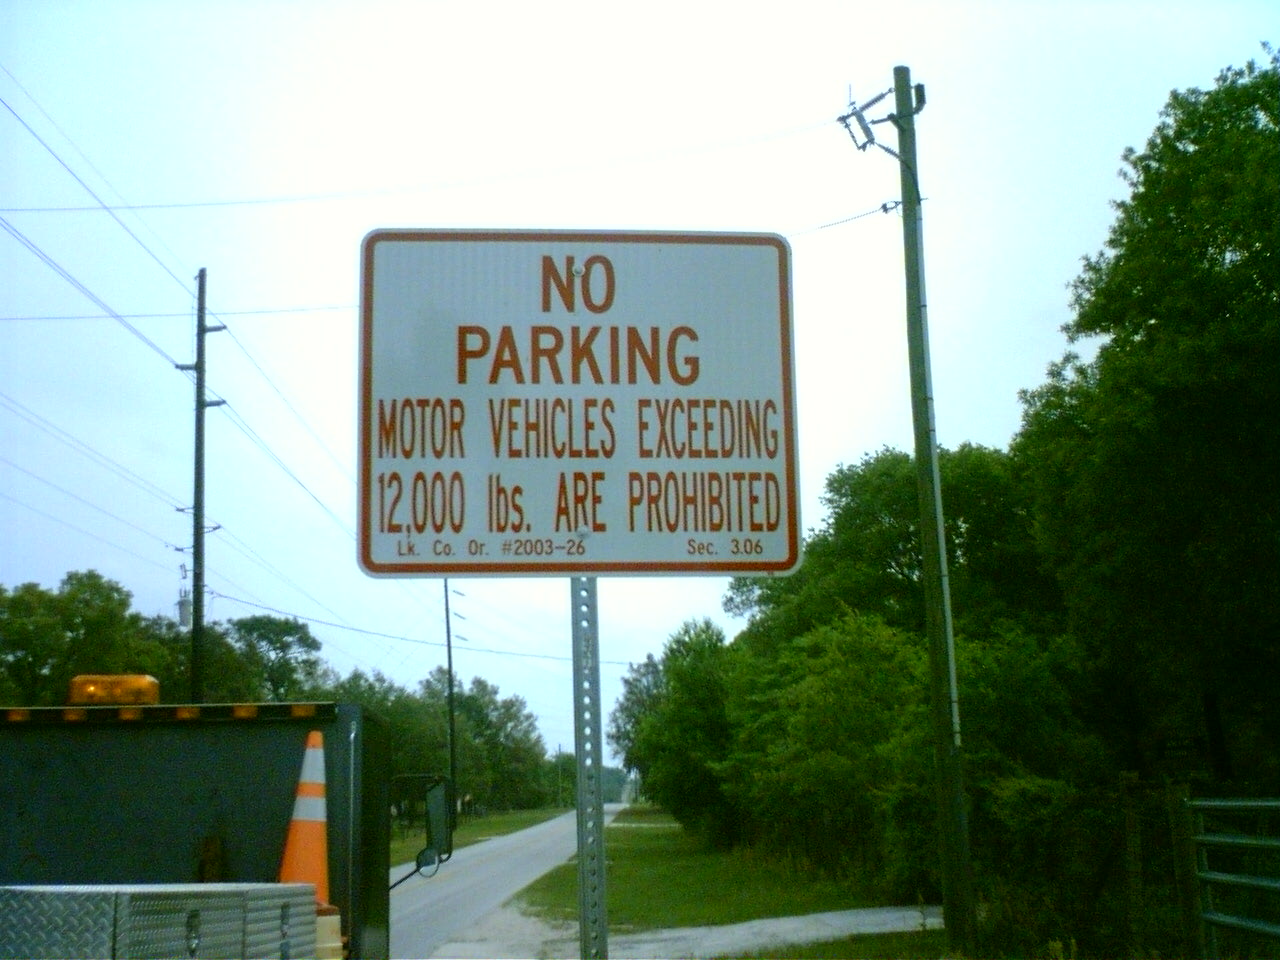 NO
PARKING
MOTOR VEHICLES EXCEEDING
12,000 lbs. ARE PROHIBITED
Lk. Co. Or. #2003-26 Sec. 3.06